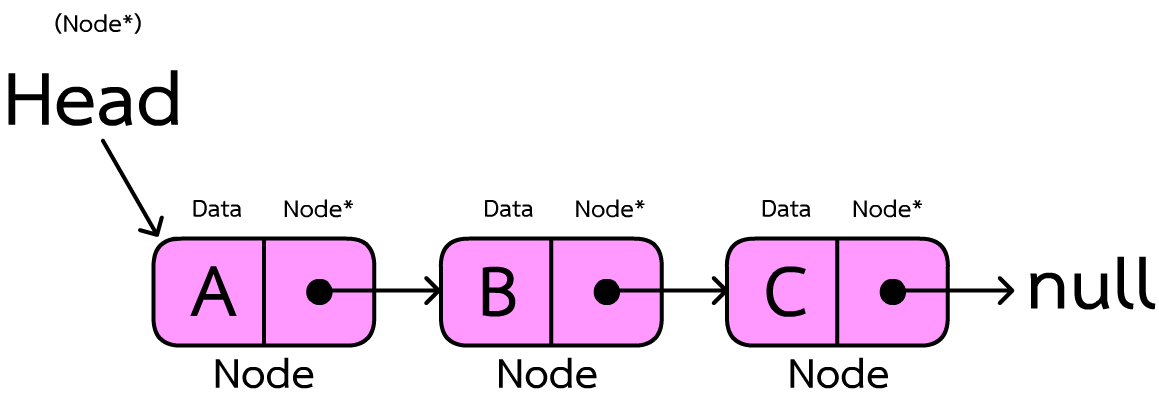 (Node*)
Head
Data Node* Data Node* Data Node*
A B C null
Node Node Node